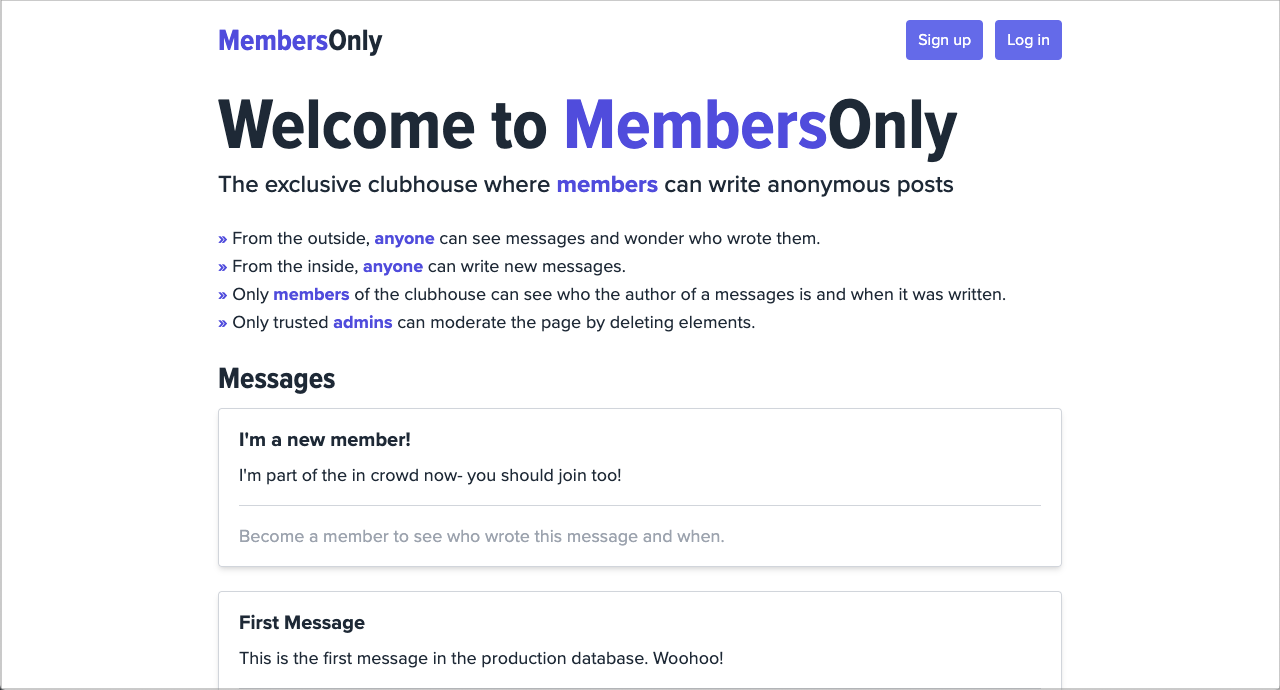 MembersOnly
Sign up
Log in
Welcome to MembersOnly
The exclusive clubhouse where members can write anonymous posts
» From the outside, anyone can see messages and wonder who wrote them.
» From the inside, anyone can write new messages.
» Only members of the clubhouse can see who the author of a messages is and when it was written.
» Only trusted admins can moderate the page by deleting elements.
Messages
I'm a new member!
I'm part of the in crowd now- you should join too!
Become a member to see who wrote this message and when.
First Message
This is the first message in the production database. Woohoo!